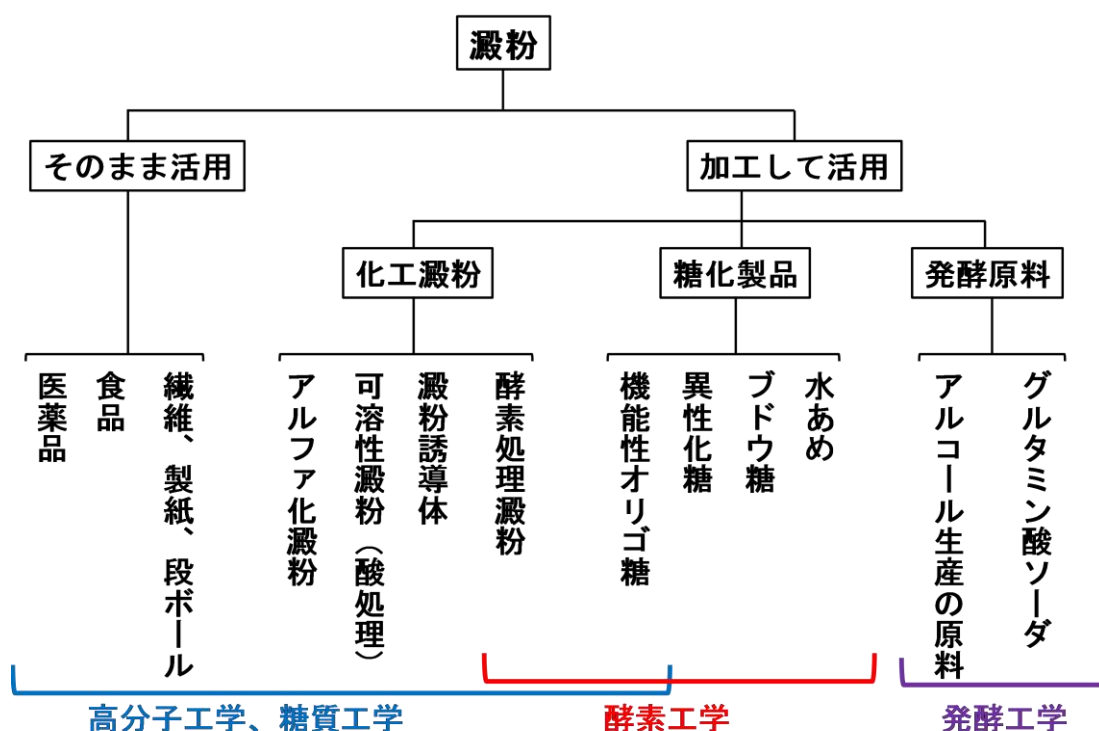 澱粉
そのまま活用
加工して活用
化工澱粉
糖化製品
発酵原料
医薬品
食品
繊維、製紙、段ボール
アルファ化澱粉
可溶性澱粉（酸処理）
澱粉誘導体
酵素処理澱粉
機能性オリゴ糖
異性化糖
ブドウ糖
水あめ
アルコール生産の原料
グルタミン酸ソーダ
高分子工学、糖質工学
酵素工学
発酵工学